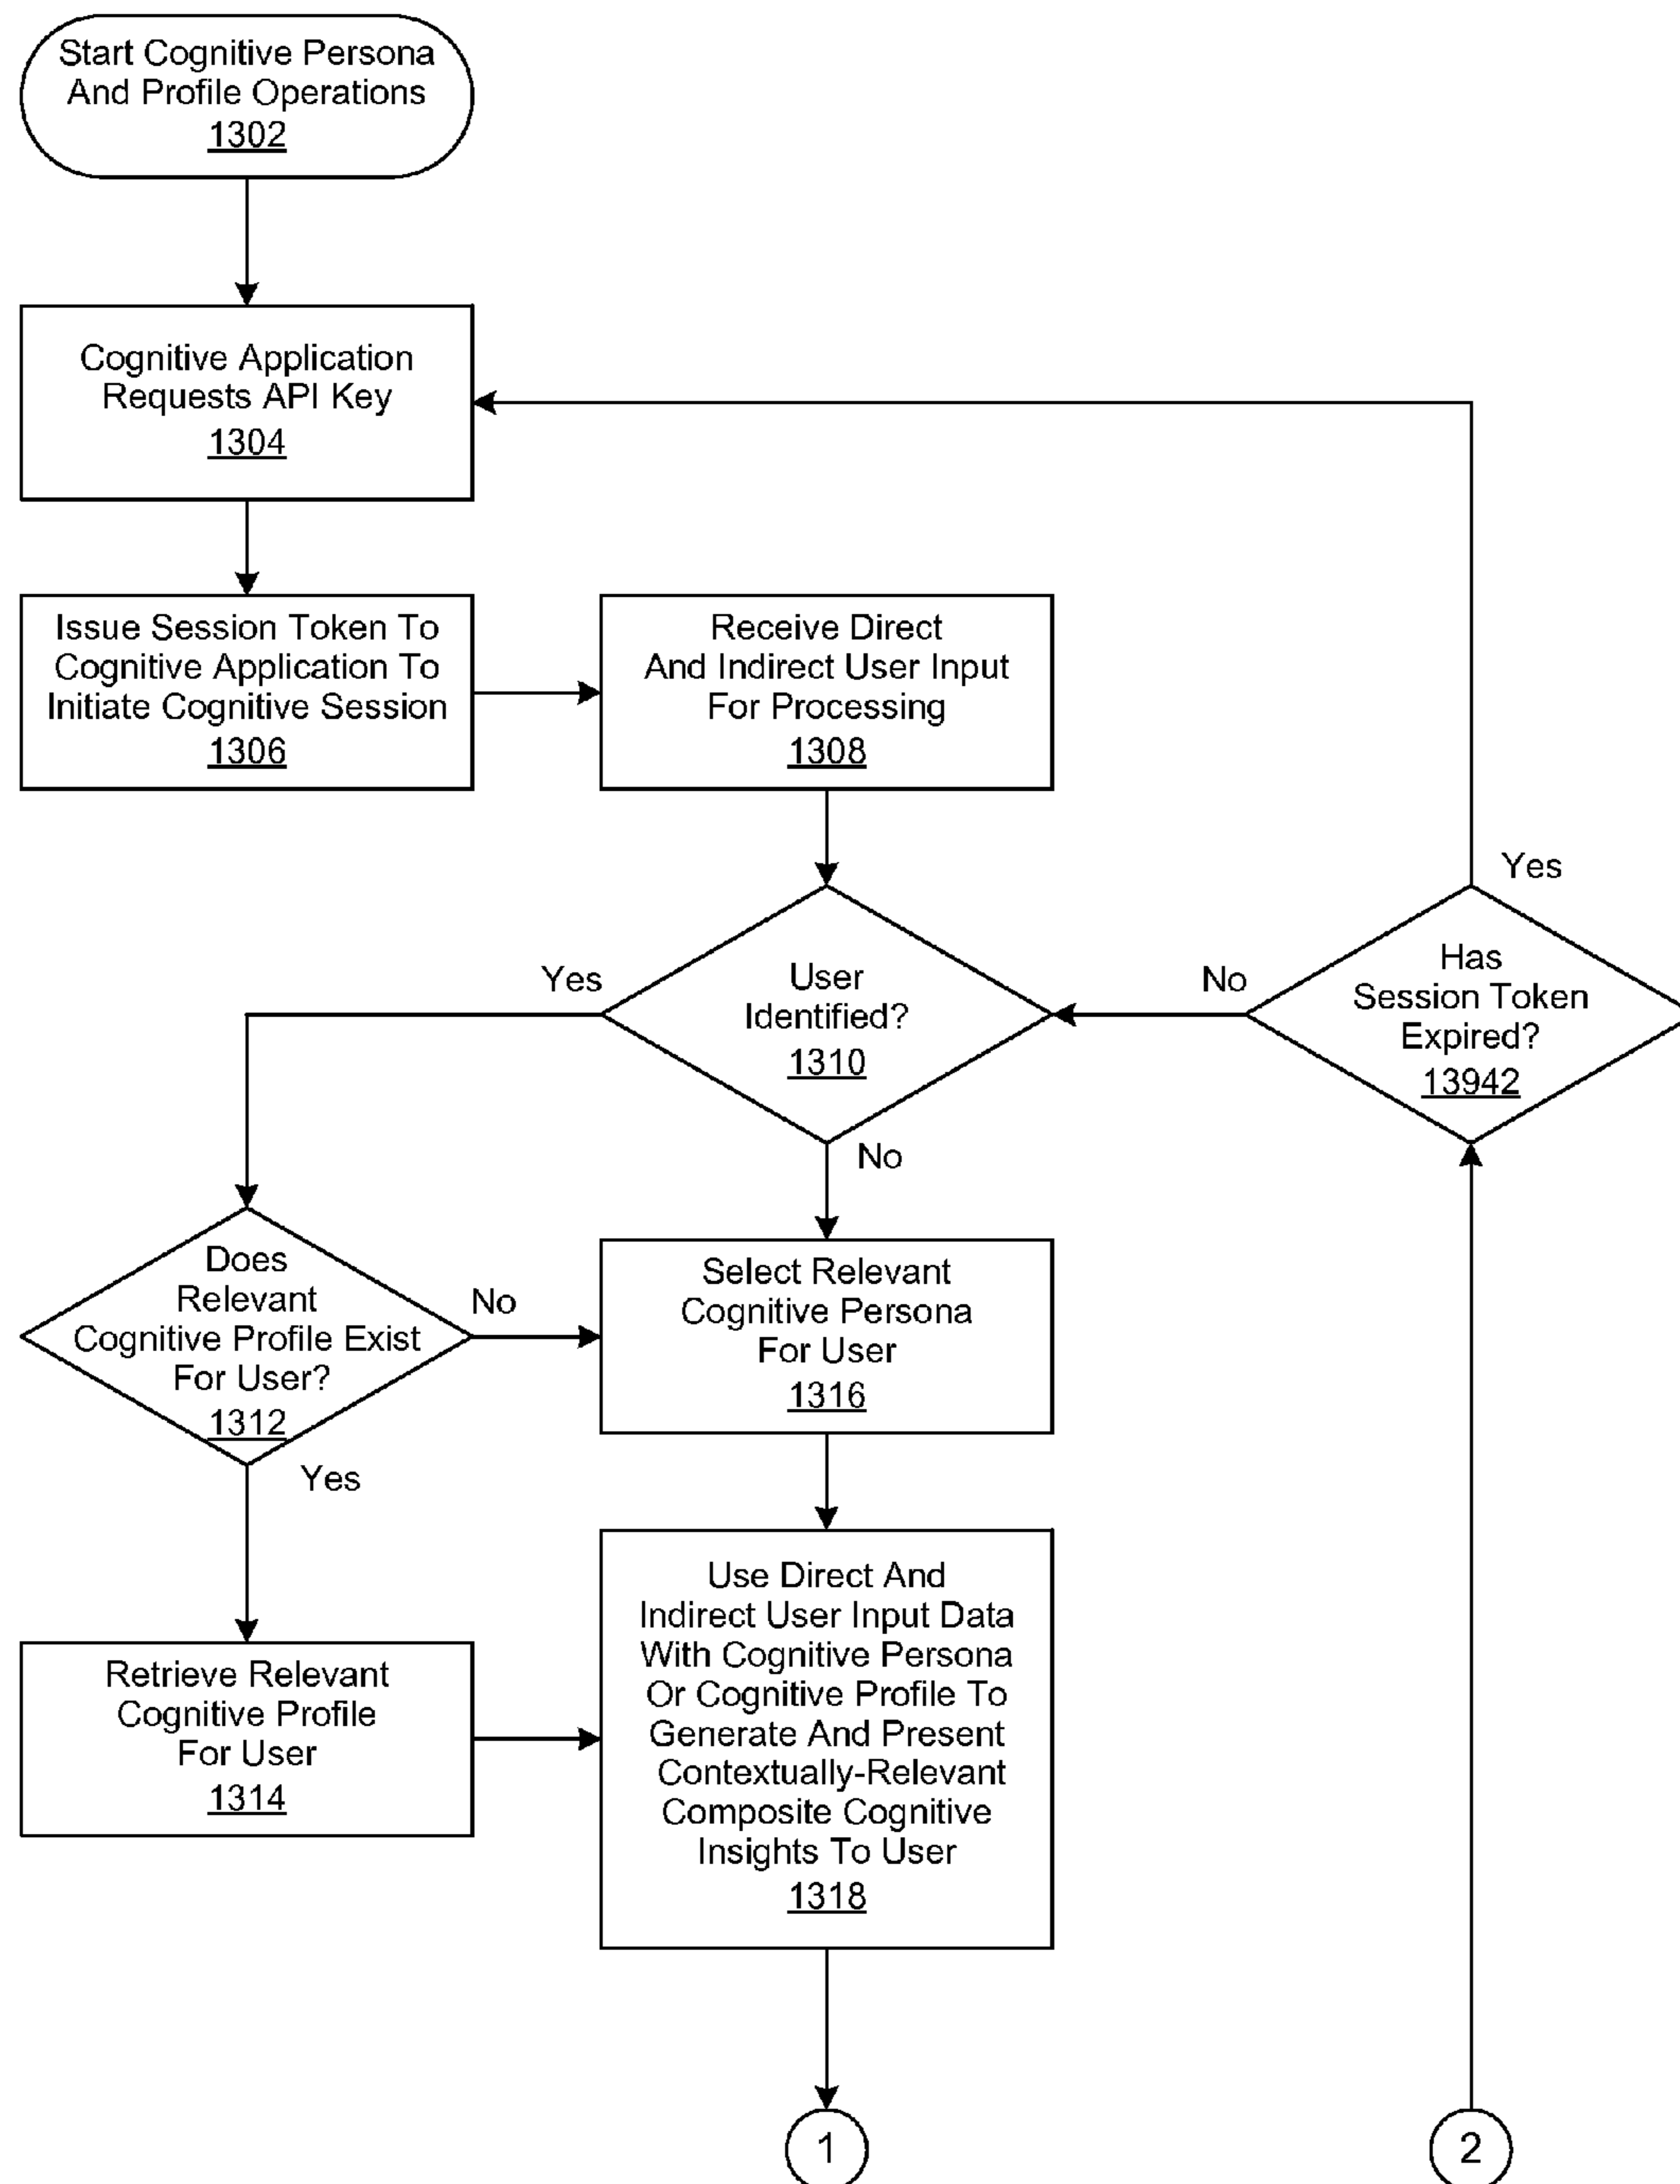 Start Cognitive Persona
And Profile Operations
1302
Cognitive Application
Requests API Key
1304
Issue Session Token To
Cognitive Application To
Initiate Cognitive Session
1306
Receive Direct
And Indirect User Input
For Processing
1308
Yes
User
Identified?
1310
No
No
Has
Session Token
Expired?
13942
Yes
Does
Relevant
Cognitive Profile Exist
For User?
1312
No
Yes
Select Relevant
Cognitive Persona
For User
1316
Retrieve Relevant
Cognitive Profile
For User
1314
Use Direct And
Indirect User Input Data
With Cognitive Persona
Or Cognitive Profile To
Generate And Present
Contextually-Relevant
Composite Cognitive
Insights To User
1318
1
2